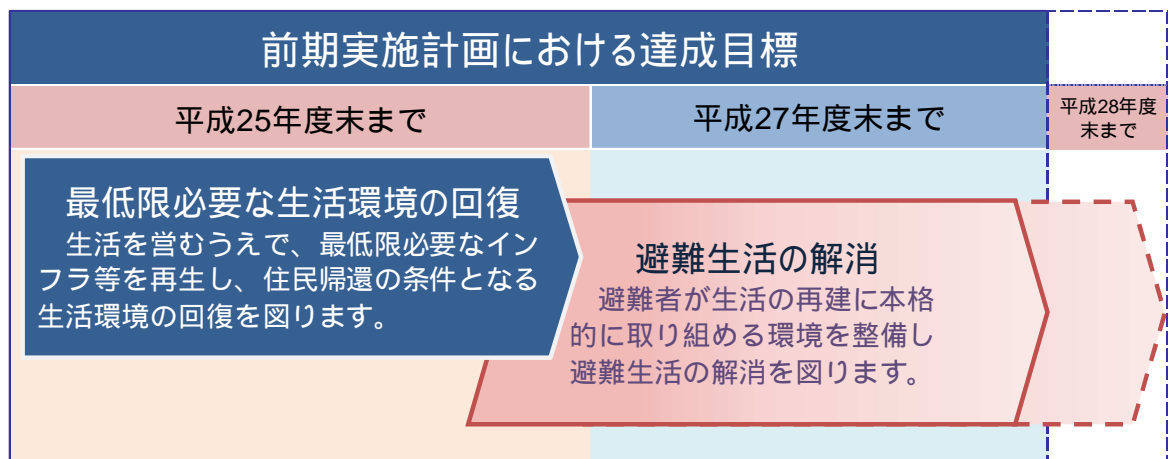 前期実施計画における達成目標
平成25年度末まで
平成27年度末まで
平成28年度
末まで
最低限必要な生活環境の回復
生活を営むうえで、最低限必要なイン
フラ等を再生し、住民帰還の条件となる
生活環境の回復を図ります。
避難生活の解消
避難者が生活の再建に本格
的に取り組める環境を整備し
避難生活の解消を図ります。